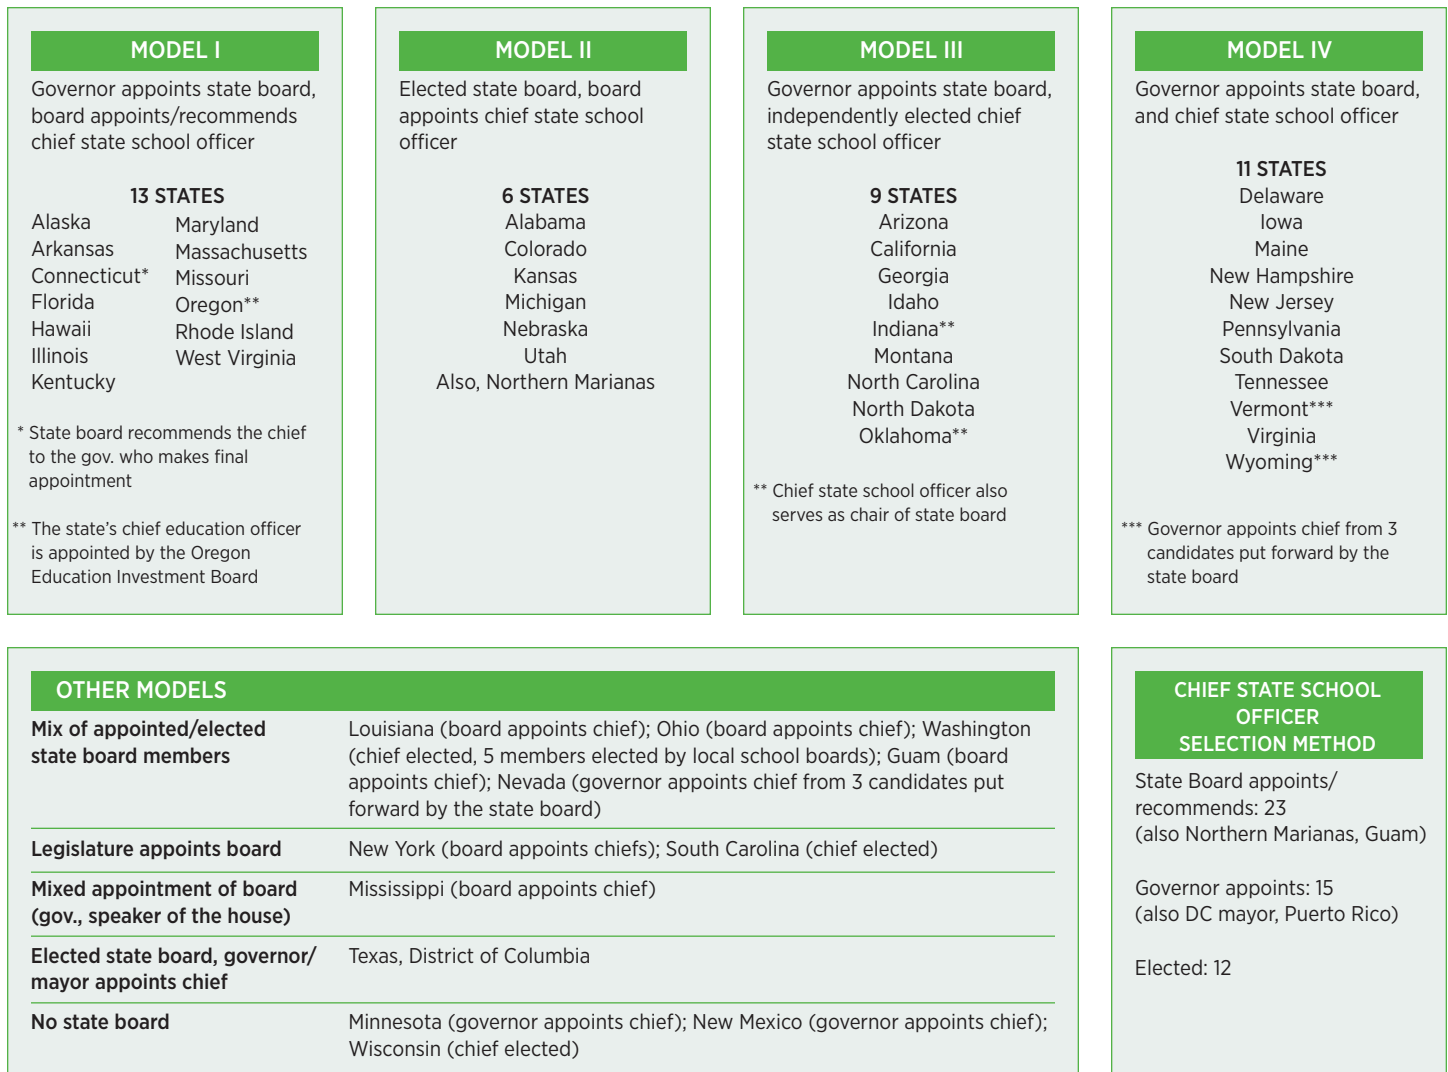 MODEL I
Governor appoints state board,
board appoints/recommends
chief state school officer
13 STATES
Alaska
Arkansas
Connecticut*
Florida
Hawaii
Illinois
Kentucky
Maryland
Massachusetts
Missouri
Oregon**
Rhode Island
West Virginia
* State board recommends the chief
to the gov. who makes final
appointment
** The state’s chief education officer
is appointed by the Oregon
Education Investment Board
MODEL II
Elected state board, board
appoints chief state school
officer
6 STATES
Alabama
Colorado
Kansas
Michigan
Nebraska
Utah
Also, Northern Marianas
MODEL III
Governor appoints state board,
independently elected chief
state school officer
9 STATES
Arizona
California
Georgia
Idaho
Indiana**
Montana
North Carolina
North Dakota
Oklahoma**
** Chief state school officer also
serves as chair of state board
MODEL IV
Governor appoints state board,
and chief state school officer
11 STATES
Delaware
Iowa
Maine
New Hampshire
New Jersey
Pennsylvania
South Dakota
Tennessee
Vermont***
Virginia
Wyoming***
*** Governor appoints chief from 3
candidates put forward by the
state board
OTHER MODELS
Mix of appointed/elected
state board members
Louisiana (board appoints chief); Ohio (board appoints chief); Washington
(chief elected, 5 members elected by local school boards); Guam (board
appoints chief); Nevada (governor appoints chief from 3 candidates put
forward by the state board)
Legislature appoints board
New York (board appoints chiefs); South Carolina (chief elected)
Mixed appointment of board
(gov., speaker of the house)
Mississippi (board appoints chief)
Elected state board, governor/
mayor appoints chief
Texas, District of Columbia
No state board
Minnesota (governor appoints chief); New Mexico (governor appoints chief);
Wisconsin (chief elected)
CHIEF STATE SCHOOL
OFFICER
SELECTION METHOD
State Board appoints/
recommends: 23
(also Northern Marianas, Guam)
Governor appoints: 15
(also DC mayor, Puerto Rico)
Elected: 12